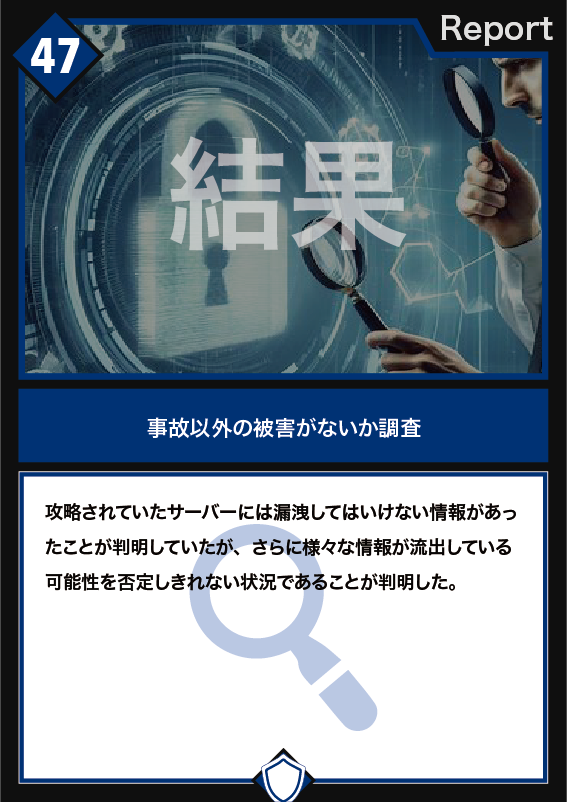 Report
47
結果
事故以外の被害がないか調査
攻略されていたサーバーには漏洩してはいけない情報があっ
たことが判明していたが、さらに様々な情報が流出している
可能性を否定しきれない状況であることが判明した。